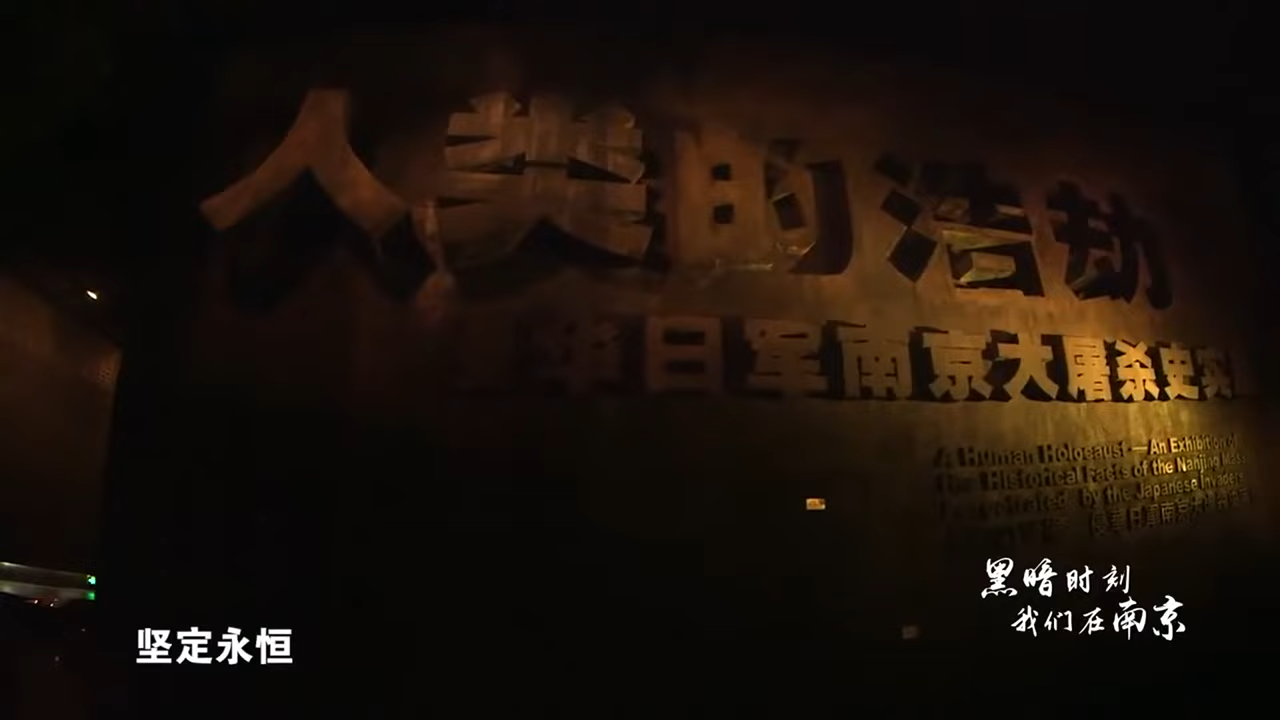 人类的浩劫
华日军南京大屠杀史实
A Human Holocaust—An Exhibition of
The Historical Facts of the Nanjing
by the Japanese Invaders
黑暗时刻
我们在南京
坚定永恒